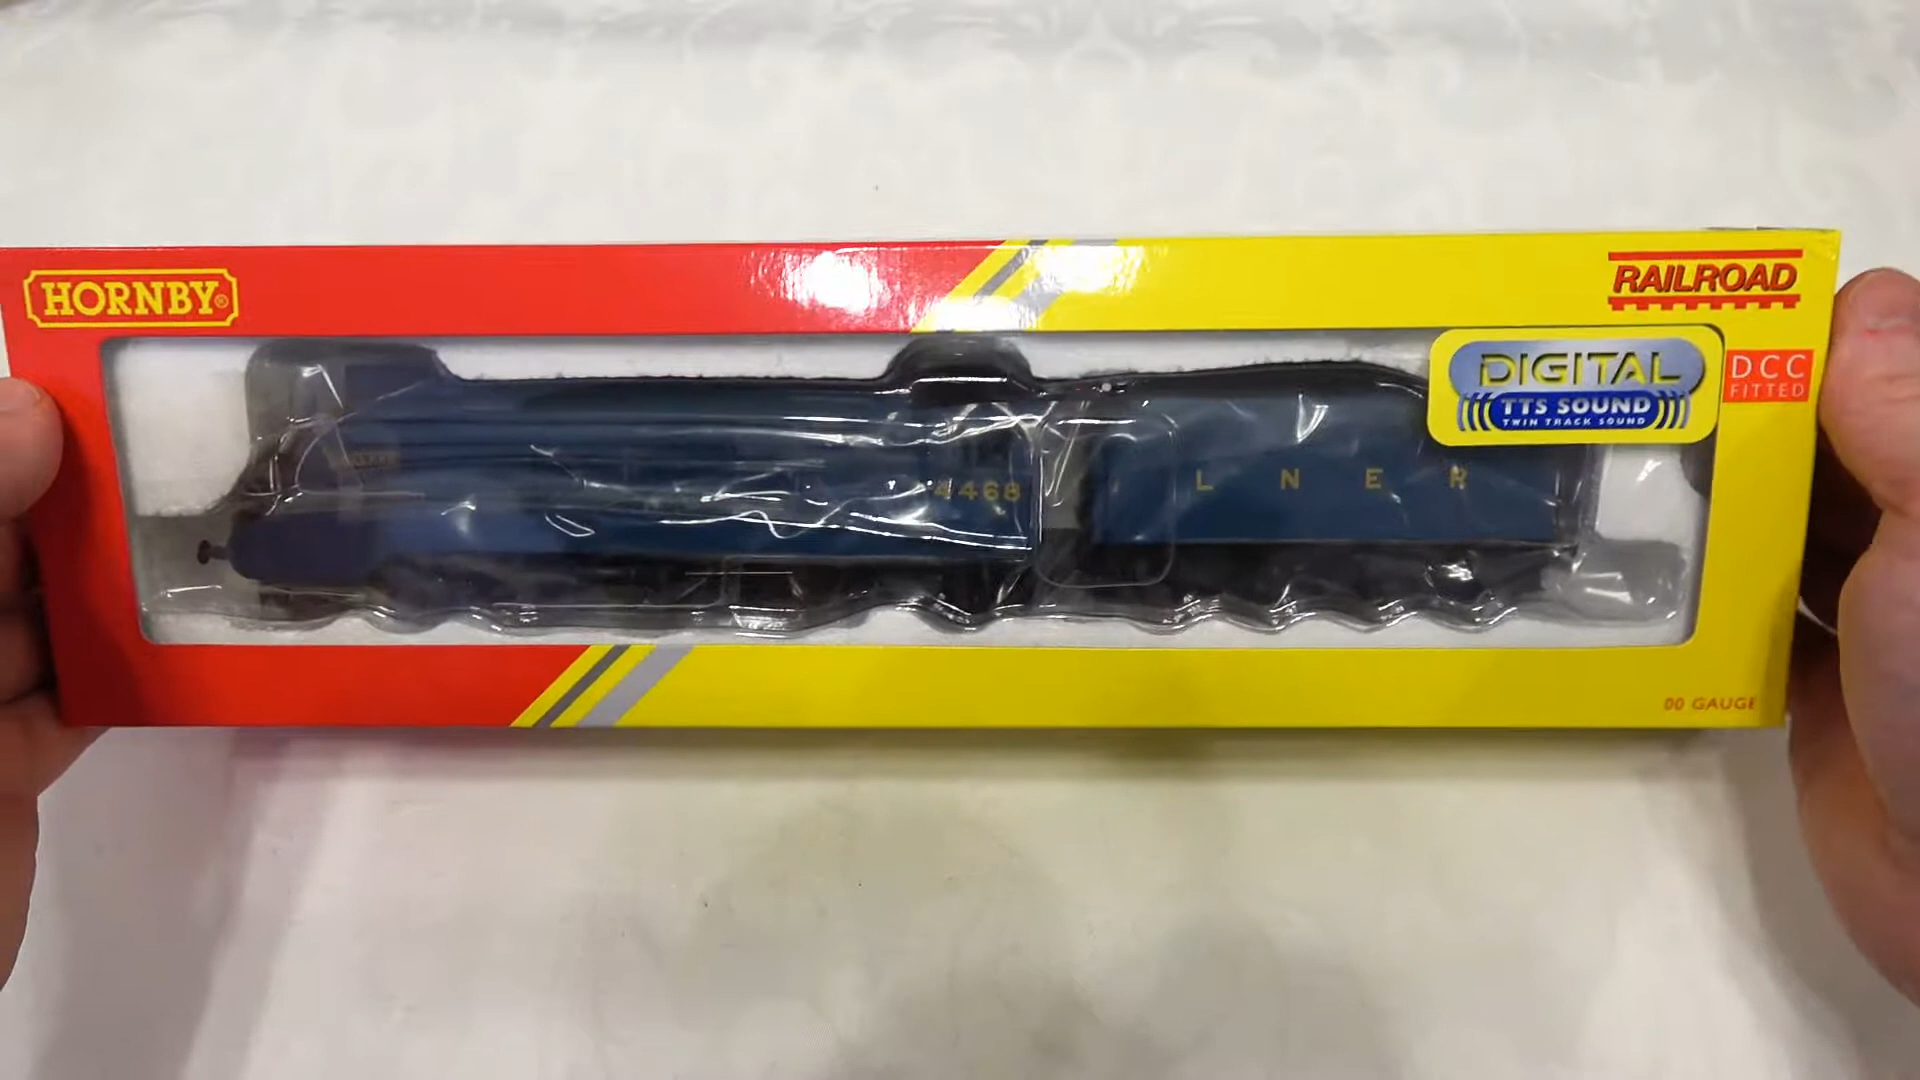 HORNBY®
RAILROAD
DIGITAL
TTS SOUND
TWIN TRACK SOUND
DCC
FITTED
4468
L N E R
00 GAUGE